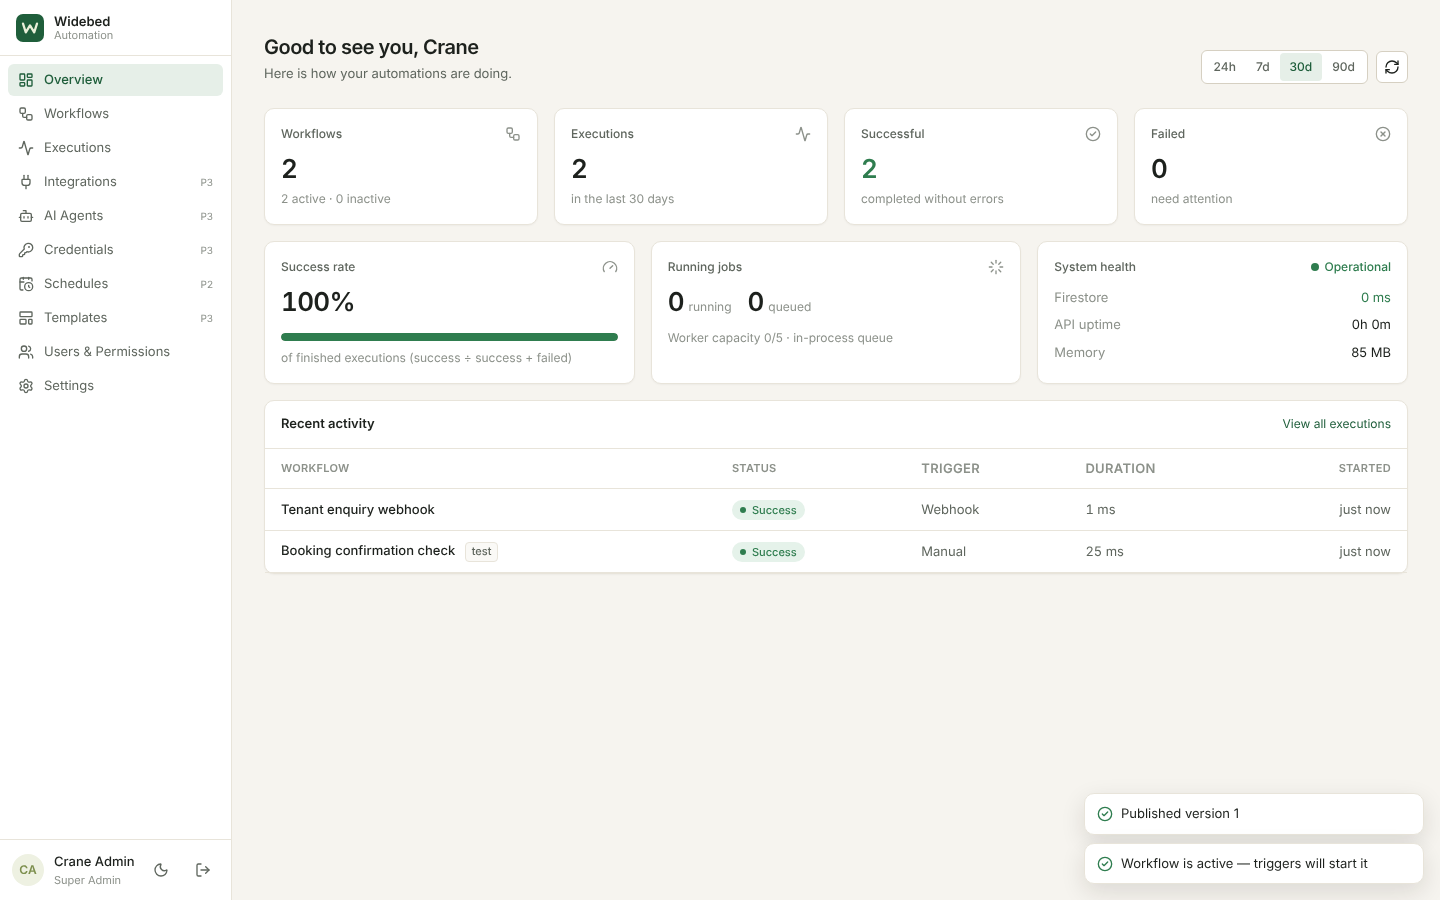 Widebed
Automation
Overview
Workflows
Executions
Integrations P3
AI Agents P3
Credentials P3
Schedules P2
Templates P3
Users & Permissions
Settings
CA
Crane Admin
Super Admin
Good to see you, Crane
Here is how your automations are doing.
24h 7d 30d 90d
Workflows
2
2 active · 0 inactive
Executions
2
in the last 30 days
Successful
2
completed without errors
Failed
0
need attention
Success rate
100%
of finished executions (success ÷ success + failed)
Running jobs
0 running 0 queued
Worker capacity 0/5 · in-process queue
System health Operational
Firestore 0 ms
API uptime 0h 0m
Memory 85 MB
Recent activity View all executions
WORKFLOW STATUS TRIGGER DURATION STARTED
Tenant enquiry webhook Success Webhook 1 ms just now
Booking confirmation check test Success Manual 25 ms just now
Published version 1
Workflow is active — triggers will start it